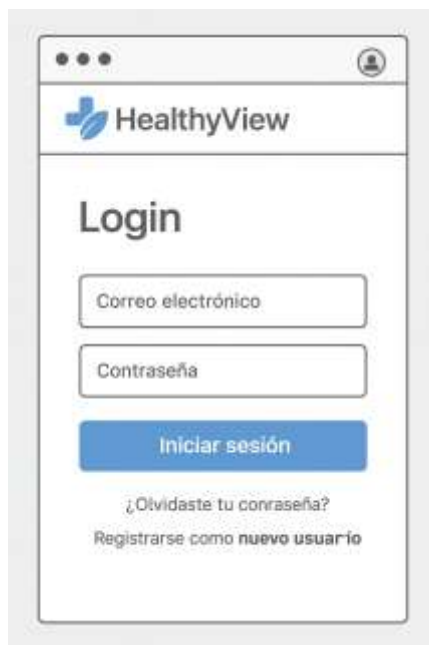 HealthyView
Login
Correo electrónico
Contraseña
Iniciar sesión
¿Olvidaste tu conraseña?
Registrarse como nuevo usuario